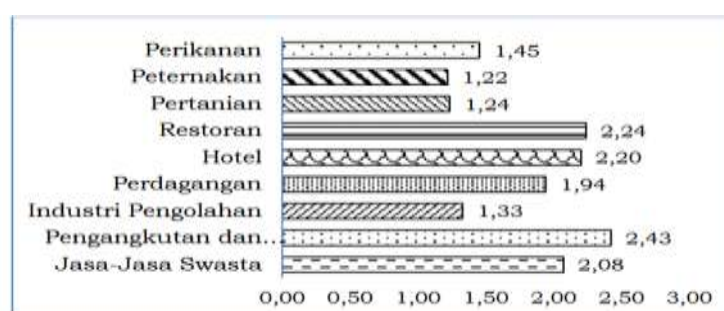 Perikanan 1,45
Peternakan 1,22
Pertanian 1,24
Restoran 2,24
Hotel 2,20
Perdagangan 1,94
Industri Pengolahan 1,33
Pengangkutan dan... 2,43
Jasa-Jasa Swasta 2,08
0,00 0,50 1,00 1,50 2,00 2,50 3,00